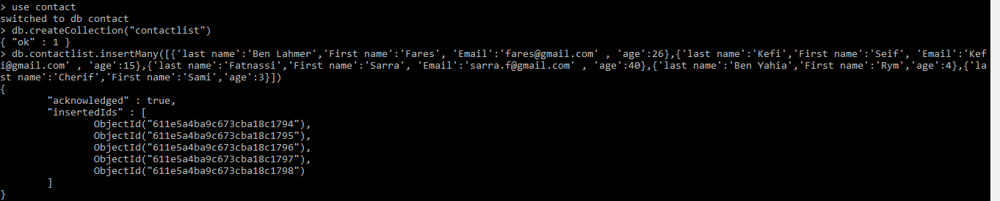 > use contact
switched to db contact
> db.createCollection("contactlist")
{ "ok" : 1 }
> db.contactlist.insertMany([{'last name':'Ben Lahmer','First name':'Fares', 'Email':'fares@gmail.com' , 'age':26},{'last name':'Kefi','First name':'Seif', 'Email':'Kef
i@gmail.com' , 'age':15},{'last name':'Fatnassi','First name':'Sarra', 'Email':'sarra.f@gmail.com' , 'age':40},{'last name':'Ben Yahia','First name':'Rym','age':4},{'la
st name':'Cherif','First name':'Sami','age':3}])
{
        "acknowledged" : true,
        "insertedIds" : [
                ObjectId("611e5a4ba9c673cba18c1794"),
                ObjectId("611e5a4ba9c673cba18c1795"),
                ObjectId("611e5a4ba9c673cba18c1796"),
                ObjectId("611e5a4ba9c673cba18c1797"),
                ObjectId("611e5a4ba9c673cba18c1798")
        ]
}